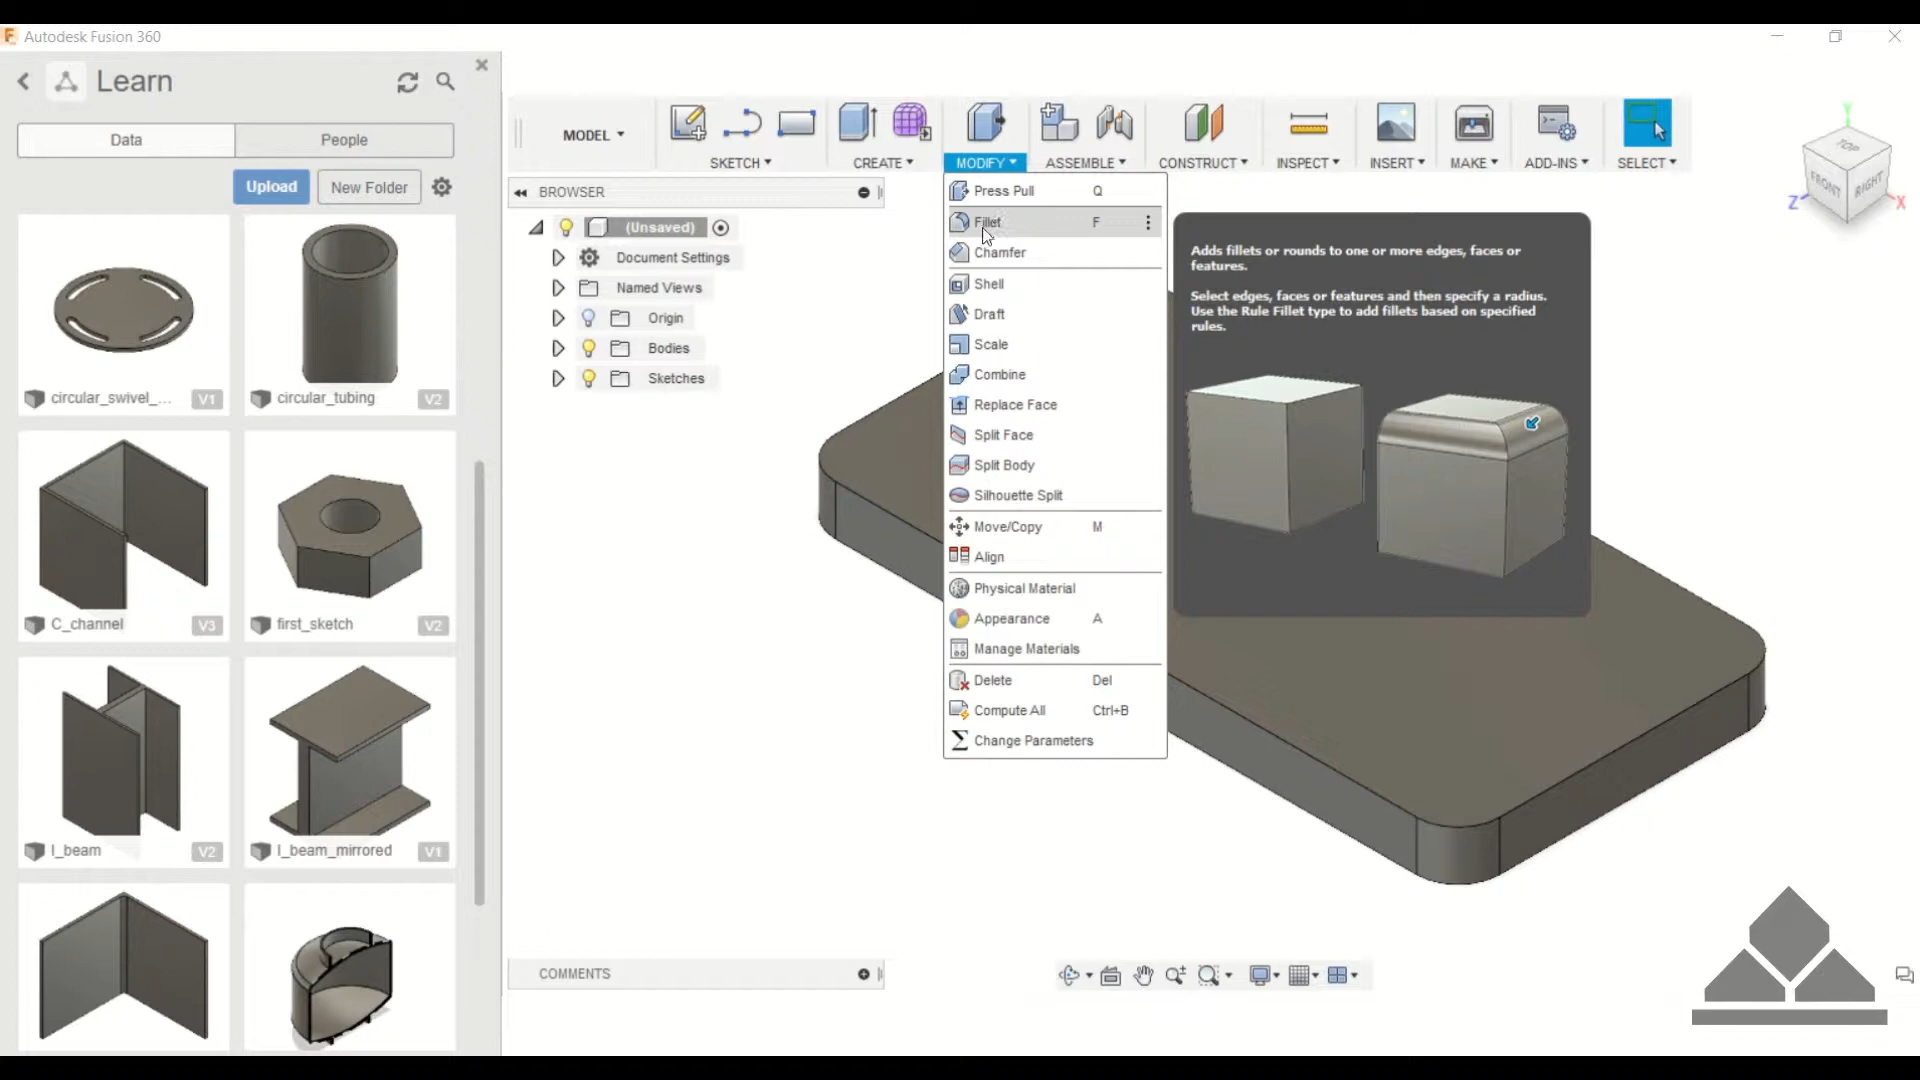 Autodesk Fusion 360
Learn
Data
People
Upload
New Folder
circular_swivel_...
V1
circular_tubing
V2
C_channel
V3
first_sketch
V2
I_beam
V2
I_beam_mirrored
V1
MODEL
SKETCH
CREATE
MODIFY
ASSEMBLE
CONSTRUCT
INSPECT
INSERT
MAKE
ADD-INS
SELECT
BROWSER
(Unsaved)
Document Settings
Named Views
Origin
Bodies
Sketches
Press Pull Q
Fillet F
Chamfer
Shell
Draft
Scale
Combine
Replace Face
Split Face
Split Body
Silhouette Split
Move/Copy M
Align
Physical Material
Appearance A
Manage Materials
Delete Del
Compute All Ctrl+B
Change Parameters
Adds fillets or rounds to one or more edges, faces or
features.
Select edges, faces or features and then specify a radius.
Use the Rule Fillet type to add fillets based on specified
rules.
Y
TOP
FRONT
RIGHT
Z
X
COMMENTS